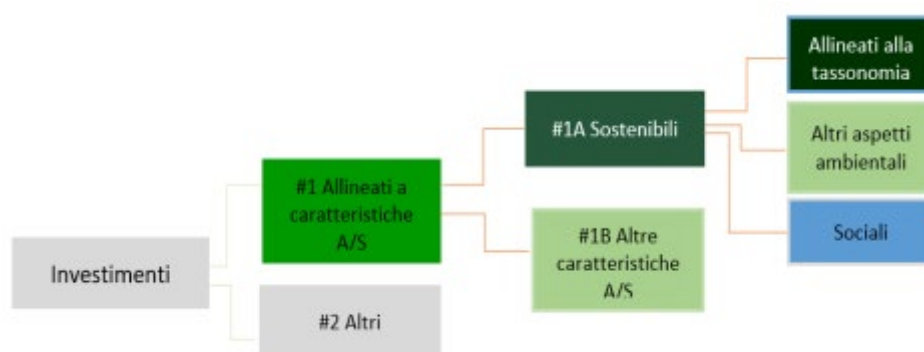 Investimenti
#1 Allineati a
caratteristiche
A/S
#2 Altri
#1A Sostenibili
#1B Altre
caratteristiche
A/S
Allineati alla
tassonomia
Altri aspetti
ambientali
Sociali